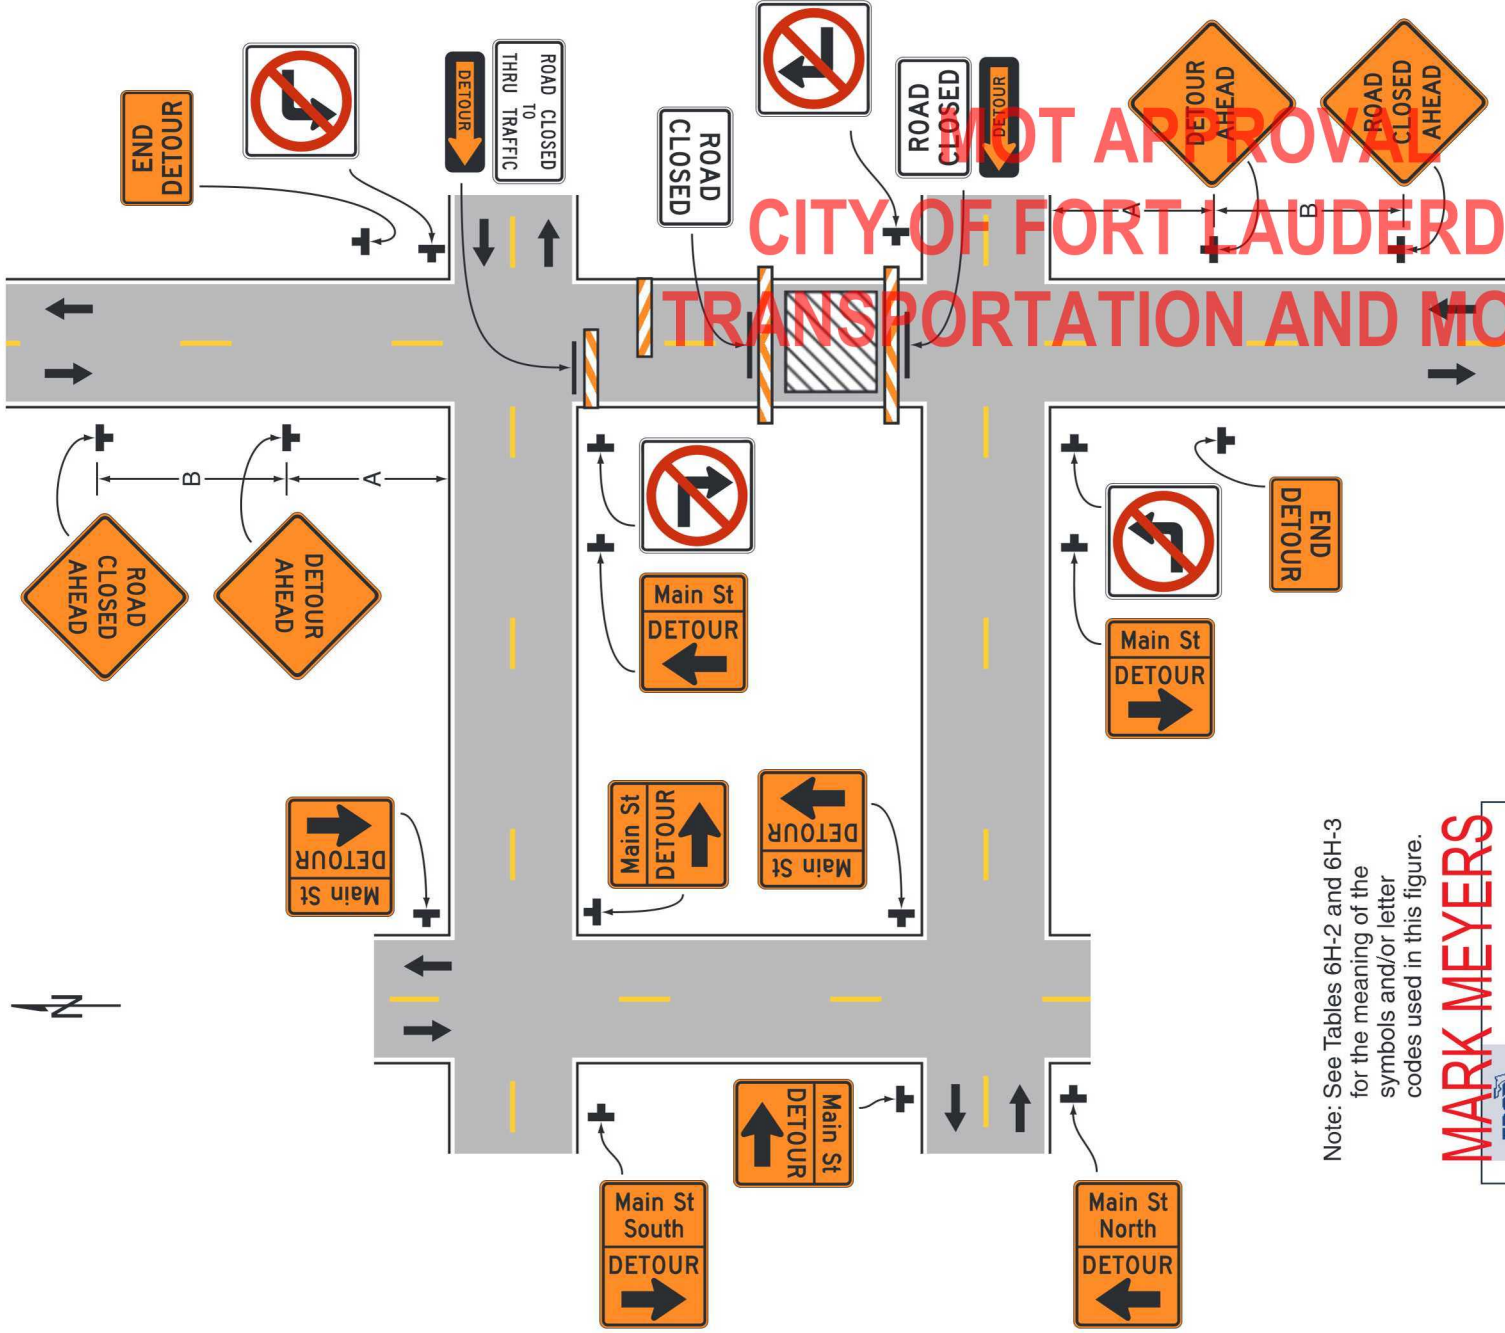 END
DETOUR
DETOUR
ROAD CLOSED
TO
THRU TRAFFIC
ROAD
CLOSED
ROAD
CLOSED
DETOUR
DETOUR
AHEAD
ROAD
CLOSED
AHEAD
MOT APPROVAL
CITY OF FORT LAUDERD
TRANSPORTATION AND MO
A
B
B
A
ROAD
CLOSED
AHEAD
DETOUR
AHEAD
Main St
DETOUR
END
DETOUR
Main St
DETOUR
Main St
DETOUR
Main St
DETOUR
Main St
DETOUR
N
Main St
DETOUR
Main St
South
DETOUR
Main St
North
DETOUR
Note: See Tables 6H-2 and 6H-3
for the meaning of the
symbols and/or letter
codes used in this figure.
MARK MEYERS